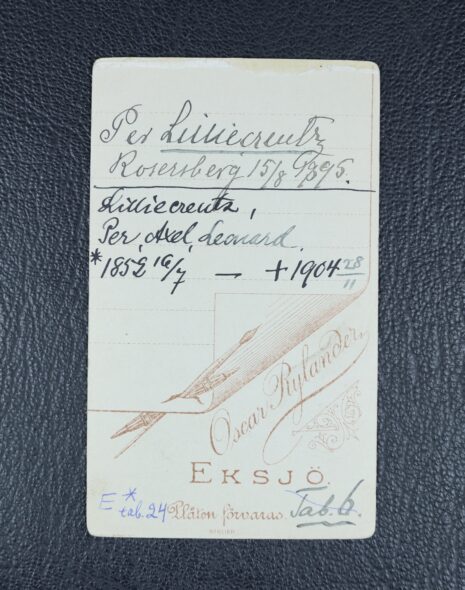 Per Lilliecreutz
Rosersberg 15/8 1895.
Lilliecreutz,
Per, Axel, Leonard.
*1852 16/7 — +1904 28/11
Oscar Rylander
EKSJÖ
E * tab. 24 Plåten förvaras. Tab. 6.